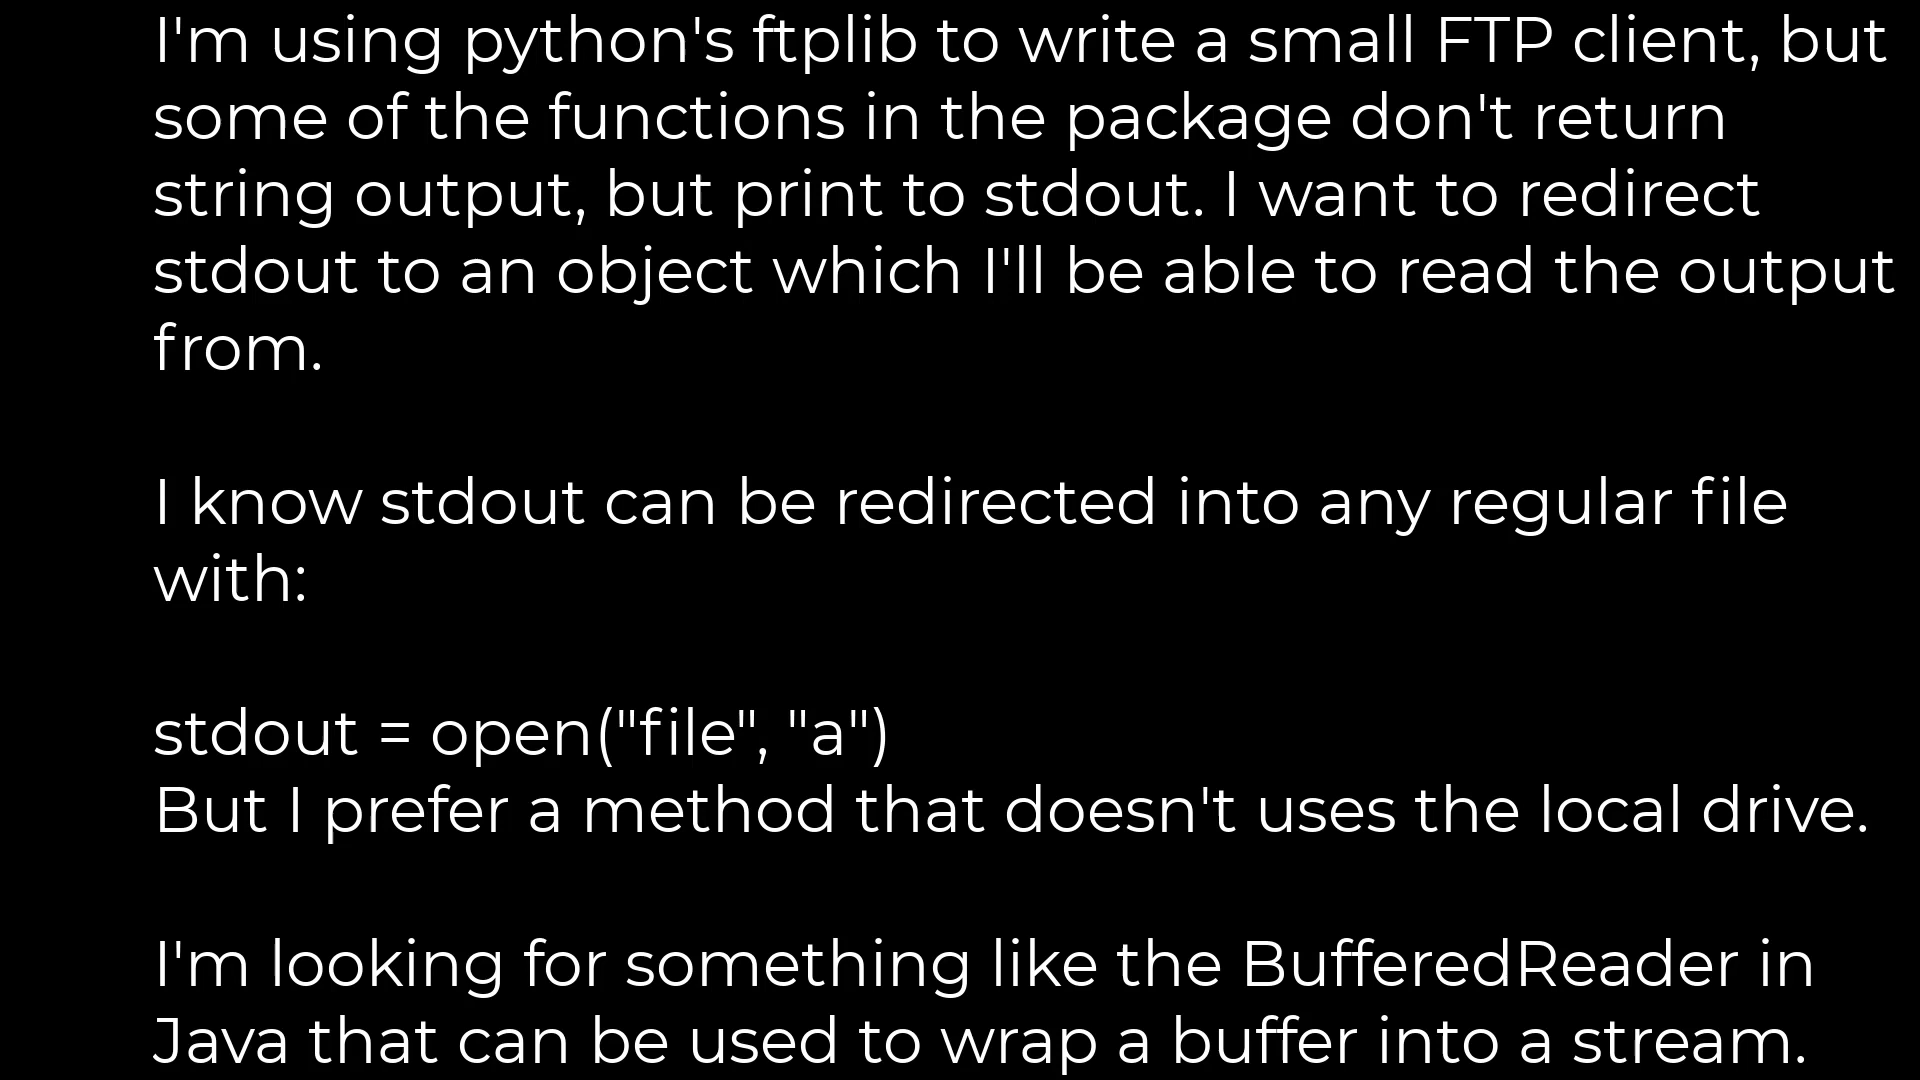 I'm using python's ftplib to write a small FTP client, but
some of the functions in the package don't return
string output, but print to stdout. I want to redirect
stdout to an object which I'll be able to read the output
from.
I know stdout can be redirected into any regular file
with:
stdout = open("file", "a")
But I prefer a method that doesn't uses the local drive.
I'm looking for something like the BufferedReader in
Java that can be used to wrap a buffer into a stream.